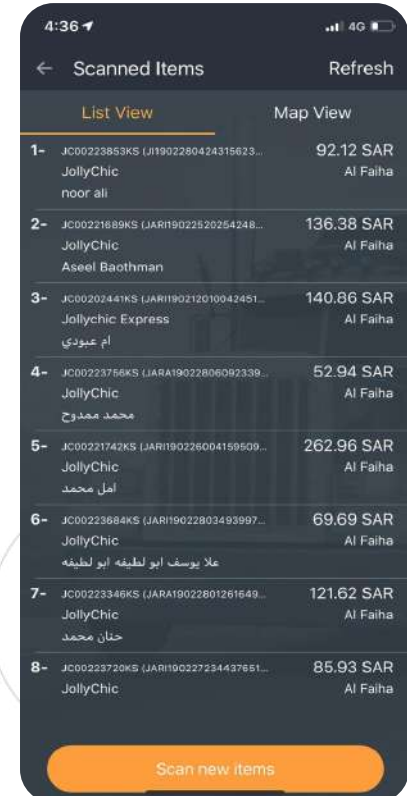 4:36 4G
← Scanned Items Refresh
List View Map View
1- JC00223853KS (JI1902280424315623... 92.12 SAR
JollyChic Al Faiha
noor ali
2- JC00221689KS (JARI19022520254248... 136.38 SAR
JollyChic Al Faiha
Aseel Baothman
3- JC00202441KS (JARI190212010042451... 140.86 SAR
Jollychic Express Al Faiha
ام عبودي
4- JC00223756KS (JARA19022806092339... 52.94 SAR
JollyChic Al Faiha
محمد ممدوح
5- JC00221742KS (JARI190226004159509... 262.96 SAR
JollyChic Al Faiha
امل محمد
6- JC00223684KS (JARI19022803493997... 69.69 SAR
JollyChic Al Faiha
علا يوسف ابو لطيفه ابو لطيفه
7- JC00223346KS (JARA19022801261649... 121.62 SAR
JollyChic Al Faiha
حنان محمد
8- JC00223720KS (JARI190227234437651... 85.93 SAR
JollyChic Al Faiha
Scan new items